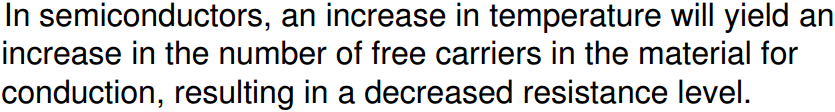 In semiconductors, an increase in temperature will yield an
increase in the number of free carriers in the material for
conduction, resulting in a decreased resistance level.